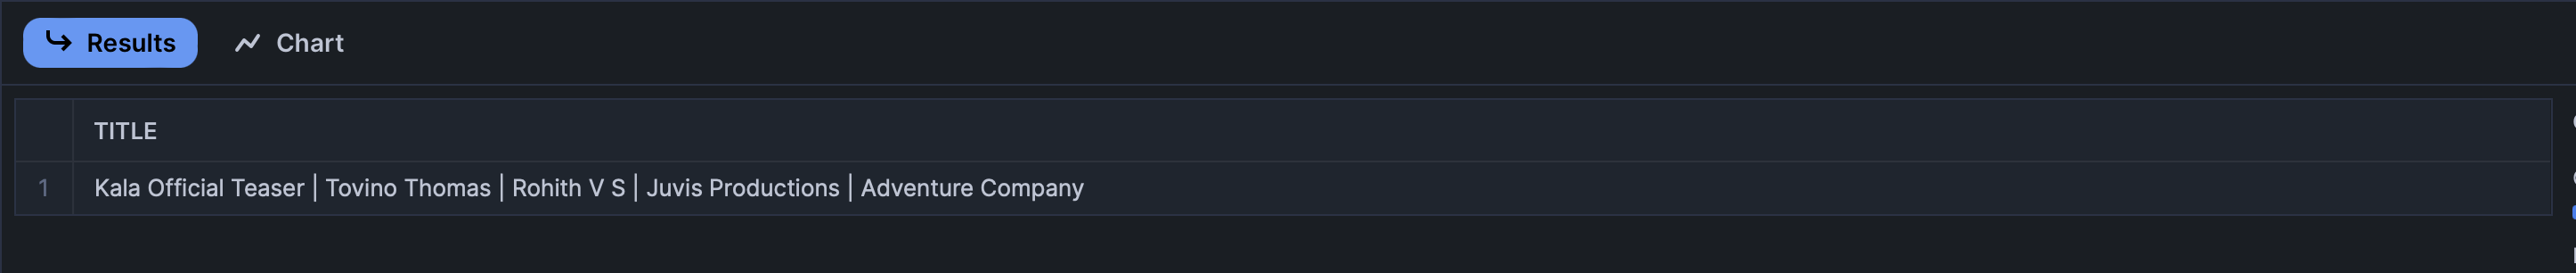 Results
Chart
TITLE
1 Kala Official Teaser | Tovino Thomas | Rohith V S | Juvis Productions | Adventure Company